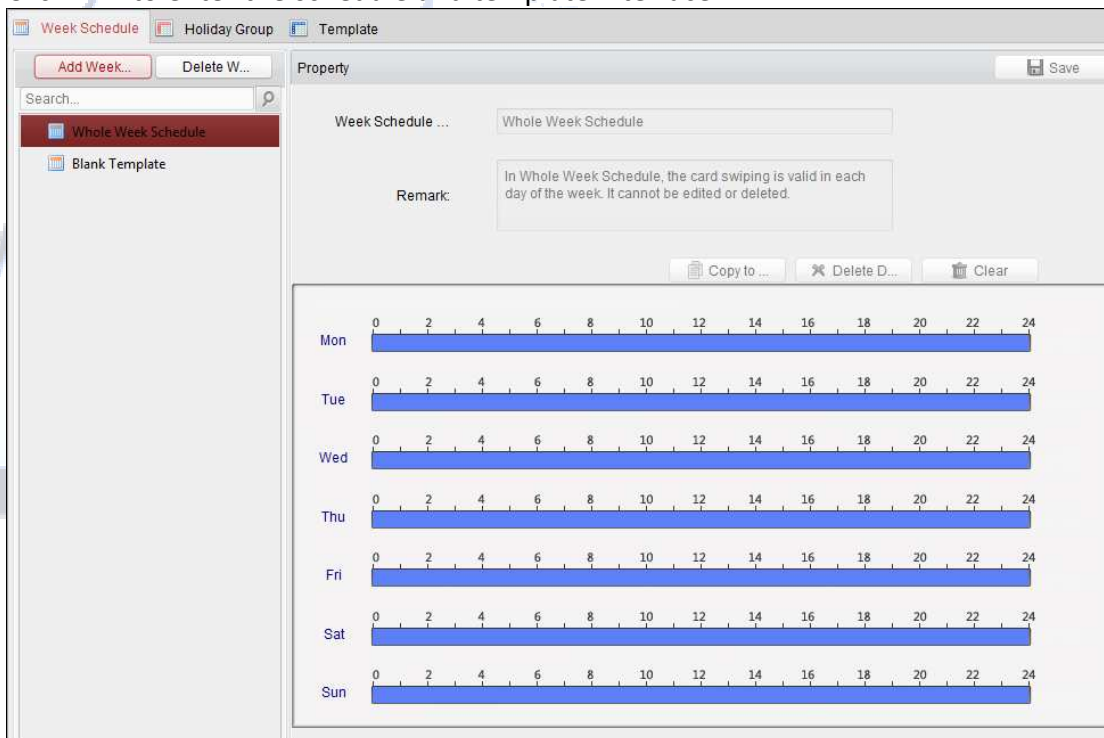 Week Schedule Holiday Group Template
Add Week... Delete W... Property Save
Search...
Week Schedule ... Whole Week Schedule
Whole Week Schedule
Blank Template
Remark: In Whole Week Schedule, the card swiping is valid in each
day of the week. It cannot be edited or deleted.
Copy to ... Delete D... Clear
0 2 4 6 8 10 12 14 16 18 20 22 24
Mon
0 2 4 6 8 10 12 14 16 18 20 22 24
Tue
0 2 4 6 8 10 12 14 16 18 20 22 24
Wed
0 2 4 6 8 10 12 14 16 18 20 22 24
Thu
0 2 4 6 8 10 12 14 16 18 20 22 24
Fri
0 2 4 6 8 10 12 14 16 18 20 22 24
Sat
0 2 4 6 8 10 12 14 16 18 20 22 24
Sun